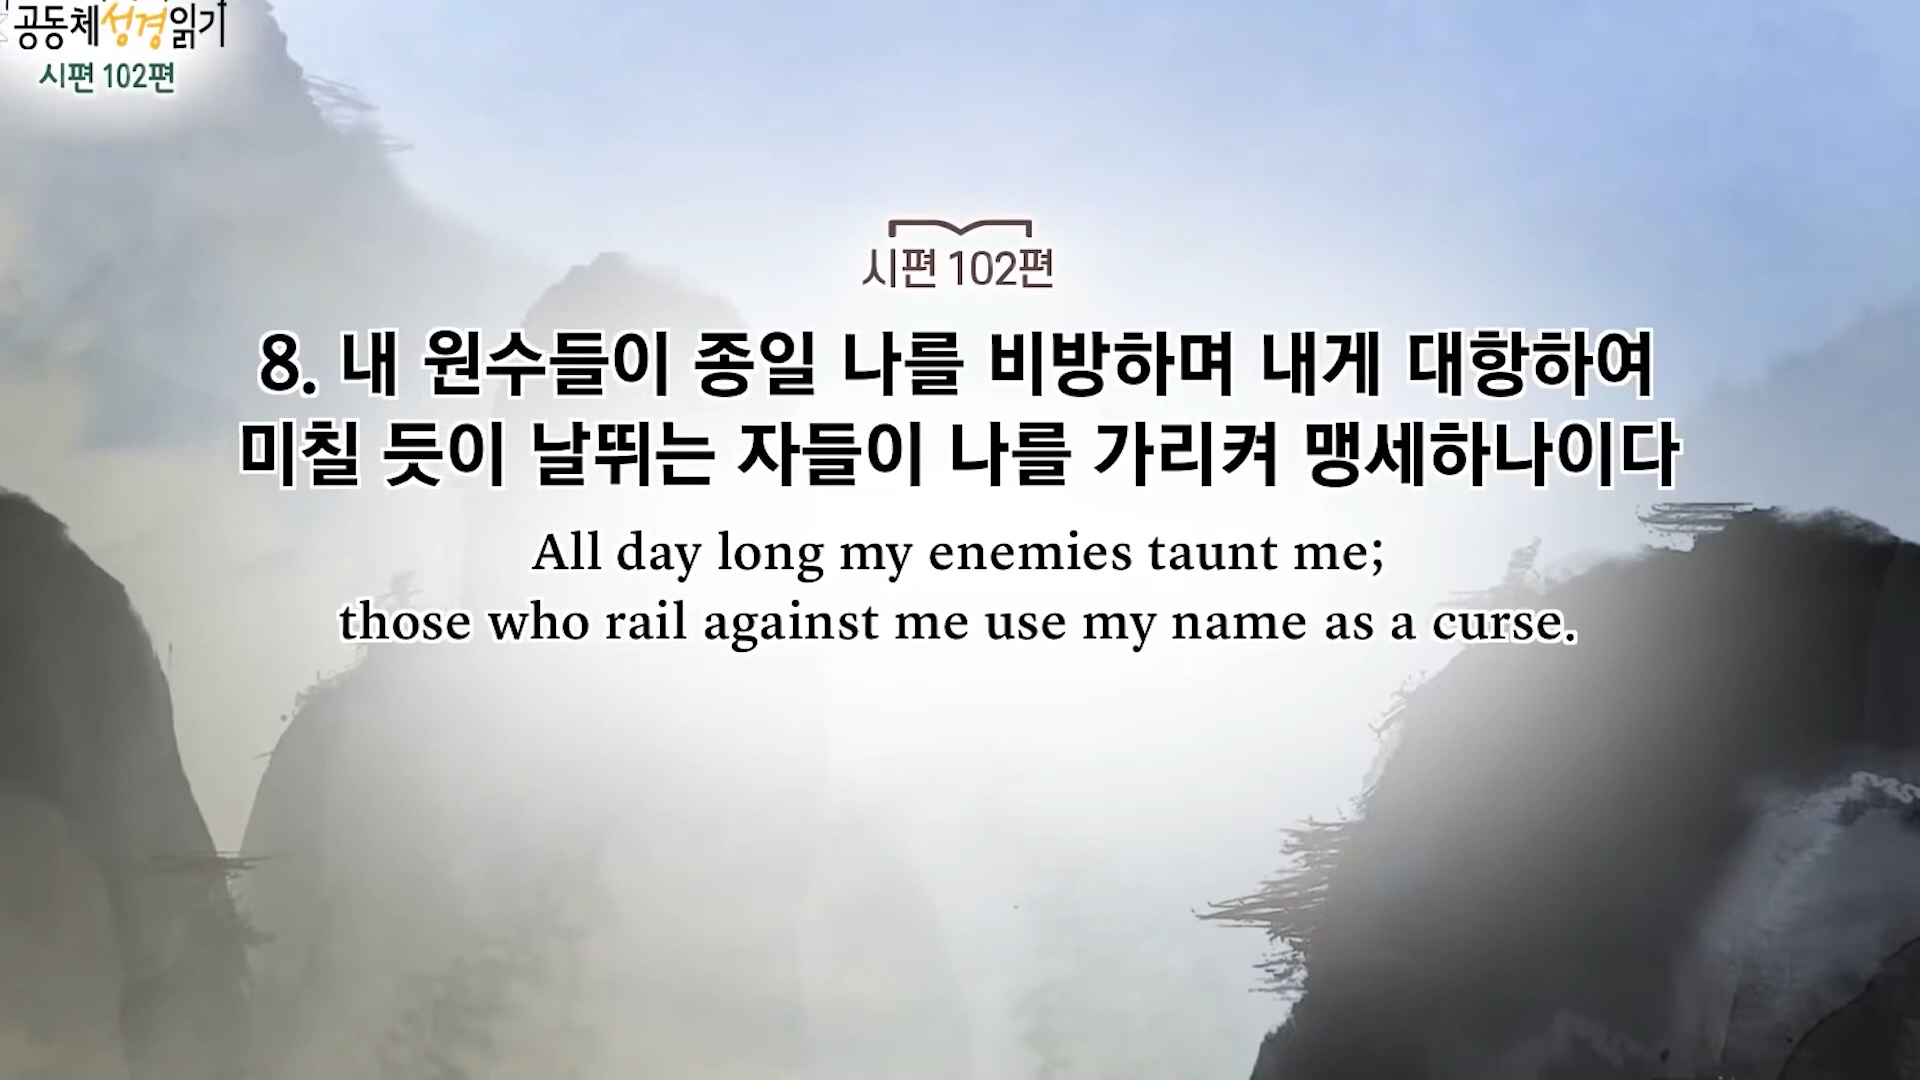 공동체성경읽기
시편 102편
시편 102편
8. 내 원수들이 종일 나를 비방하며 내게 대항하여
미칠 듯이 날뛰는 자들이 나를 가리켜 맹세하나이다
All day long my enemies taunt me;
those who rail against me use my name as a curse.